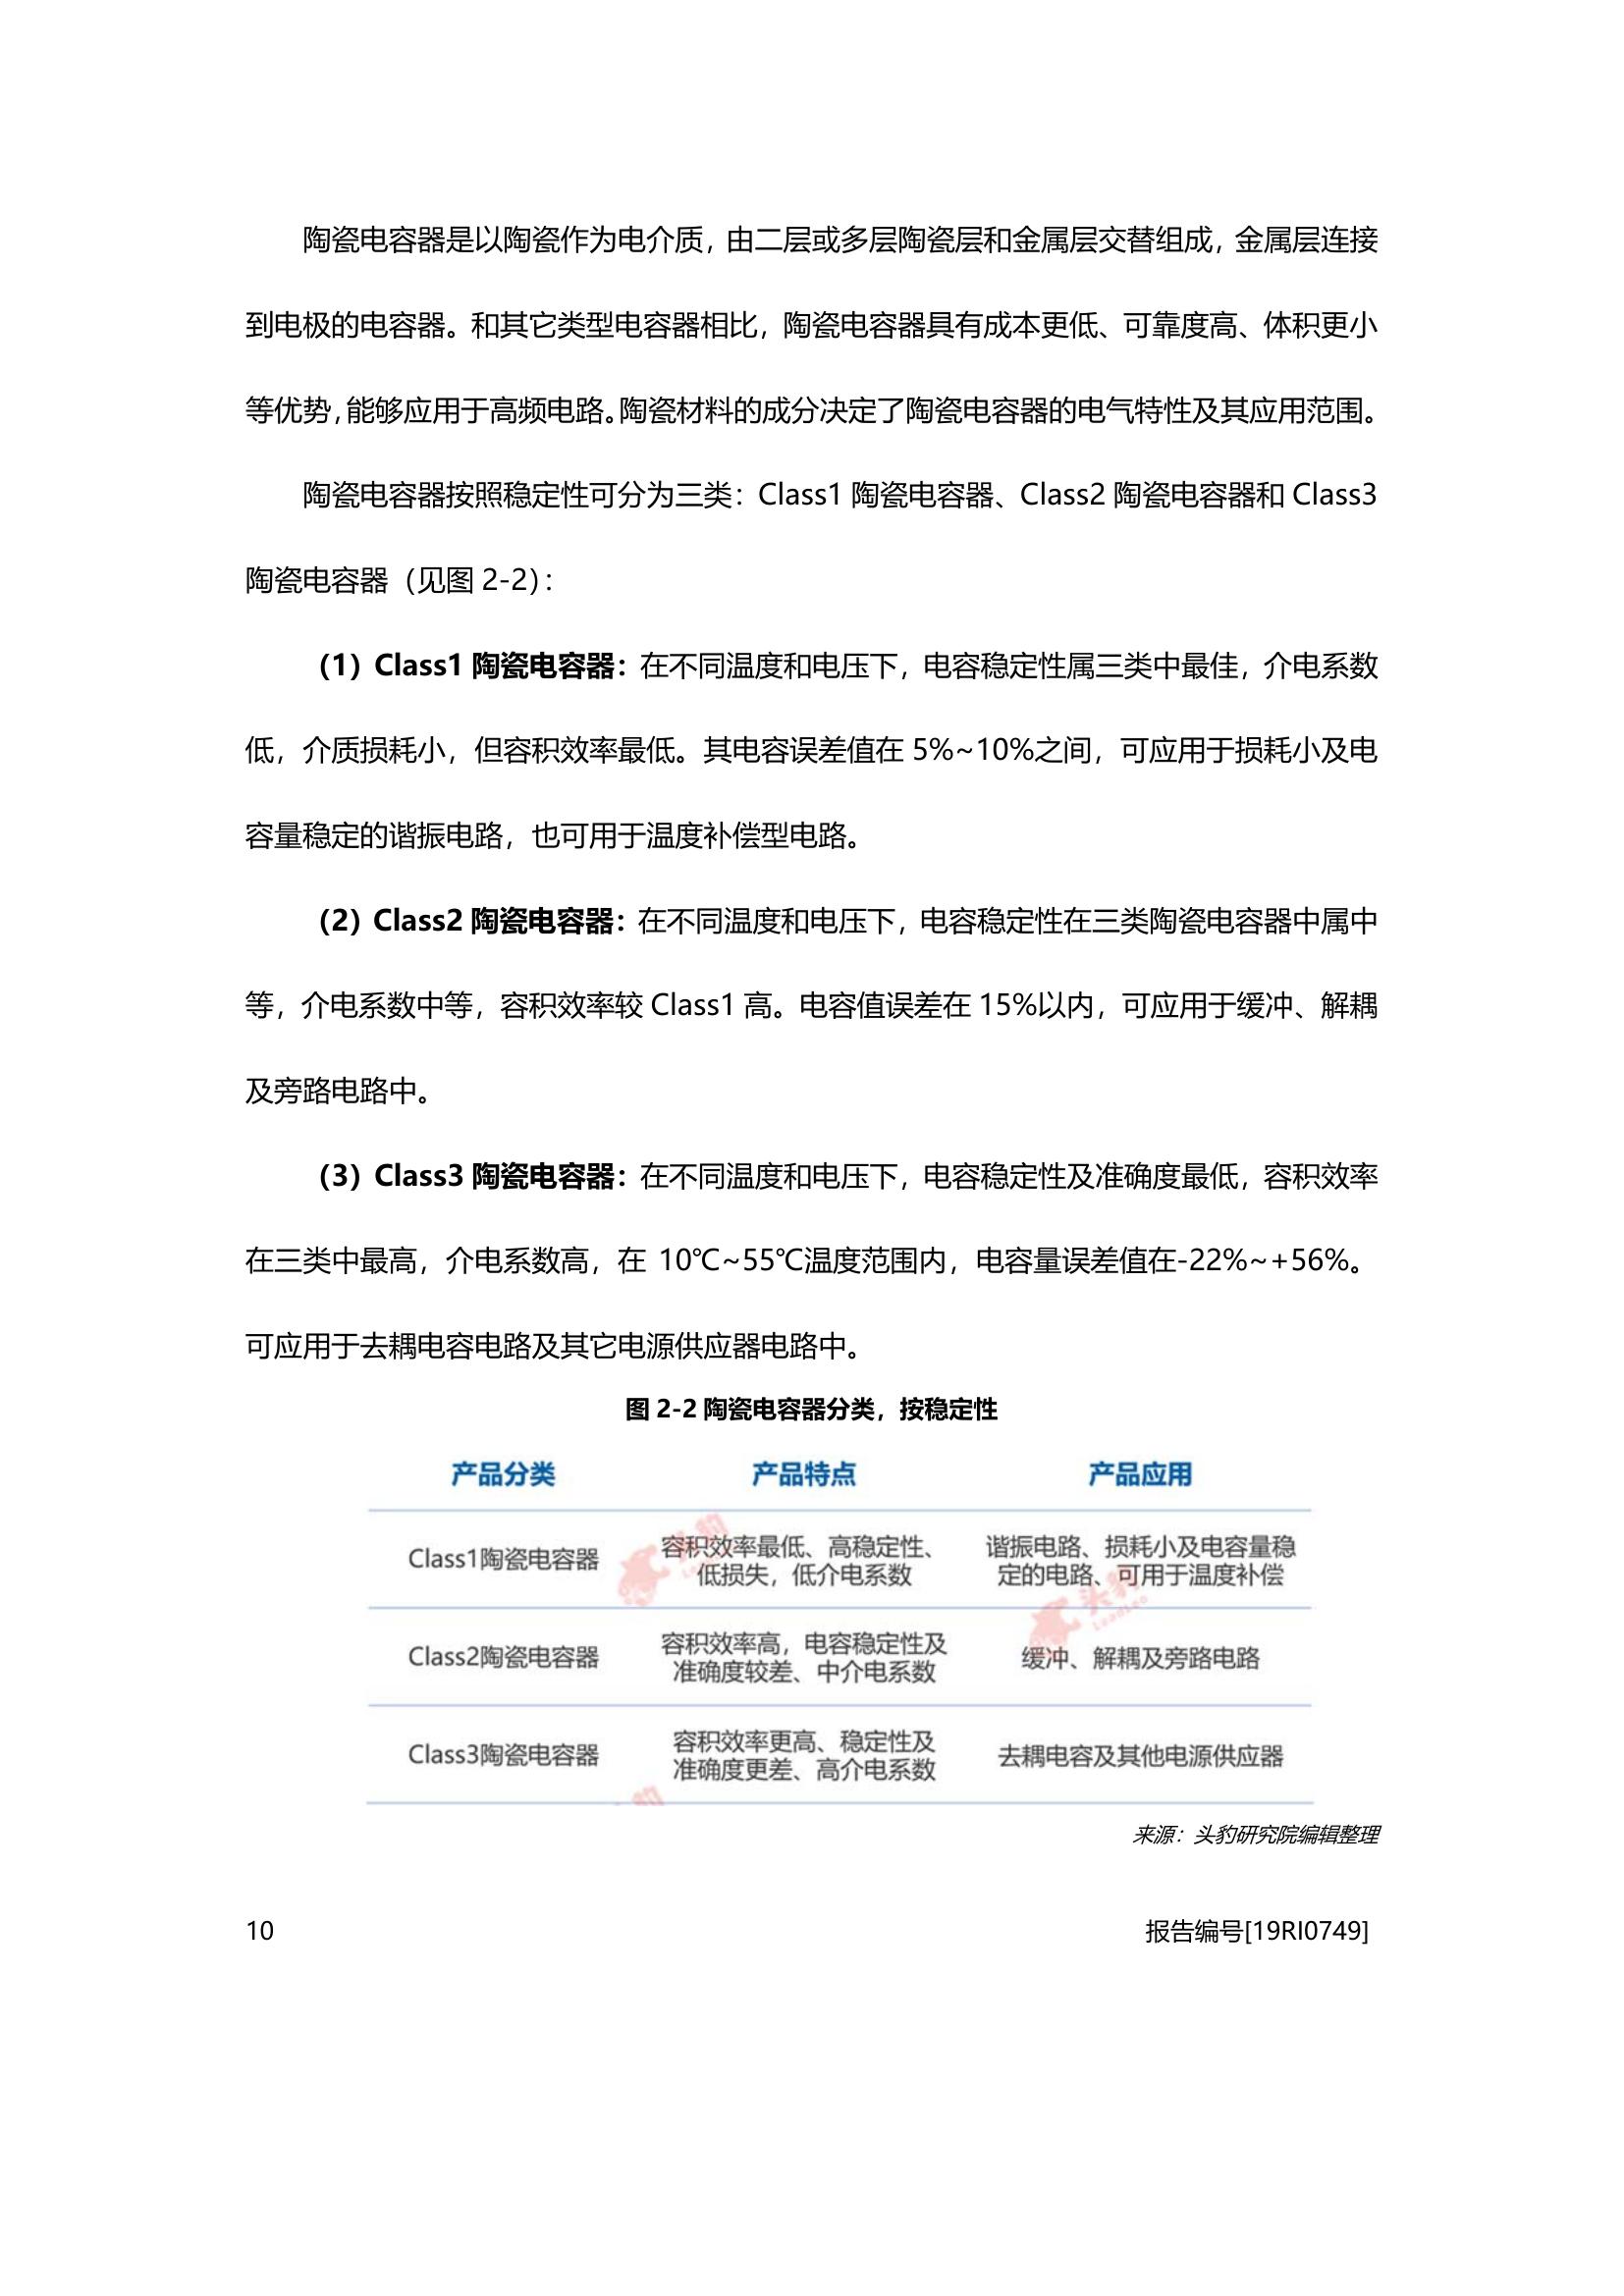 陶瓷电容器是以陶瓷作为电介质，由二层或多层陶瓷层和金属层交替组成，金属层连接
到电极的电容器。和其它类型电容器相比，陶瓷电容器具有成本更低、可靠度高、体积更小
等优势，能够应用于高频电路。陶瓷材料的成分决定了陶瓷电容器的电气特性及其应用范围。
陶瓷电容器按照稳定性可分为三类：Class1 陶瓷电容器、Class2 陶瓷电容器和 Class3
陶瓷电容器（见图 2-2）：
（1）Class1 陶瓷电容器：在不同温度和电压下，电容稳定性属三类中最佳，介电系数
低，介质损耗小，但容积效率最低。其电容误差值在 5%~10%之间，可应用于损耗小及电
容量稳定的谐振电路，也可用于温度补偿型电路。
（2）Class2 陶瓷电容器：在不同温度和电压下，电容稳定性在三类陶瓷电容器中属中
等，介电系数中等，容积效率较 Class1 高。电容值误差在 15%以内，可应用于缓冲、解耦
及旁路电路中。
（3）Class3 陶瓷电容器：在不同温度和电压下，电容稳定性及准确度最低，容积效率
在三类中最高，介电系数高，在 10℃~55℃温度范围内，电容量误差值在-22%~+56%。
可应用于去耦电容电路及其它电源供应器电路中。
图 2-2 陶瓷电容器分类，按稳定性
产品分类 产品特点 产品应用
Class1陶瓷电容器
容积效率最低、高稳定性、
低损失，低介电系数
谐振电路、损耗小及电容量稳
定的电路、可用于温度补偿
Class2陶瓷电容器
容积效率高，电容稳定性及
准确度较差、中介电系数
缓冲、解耦及旁路电路
Class3陶瓷电容器
容积效率更高、稳定性及
准确度更差、高介电系数
去耦电容及其他电源供应器
头豹
LeadLeo
头豹
LeadLeo
豹
来源：头豹研究院编辑整理
10 报告编号[19RI0749]